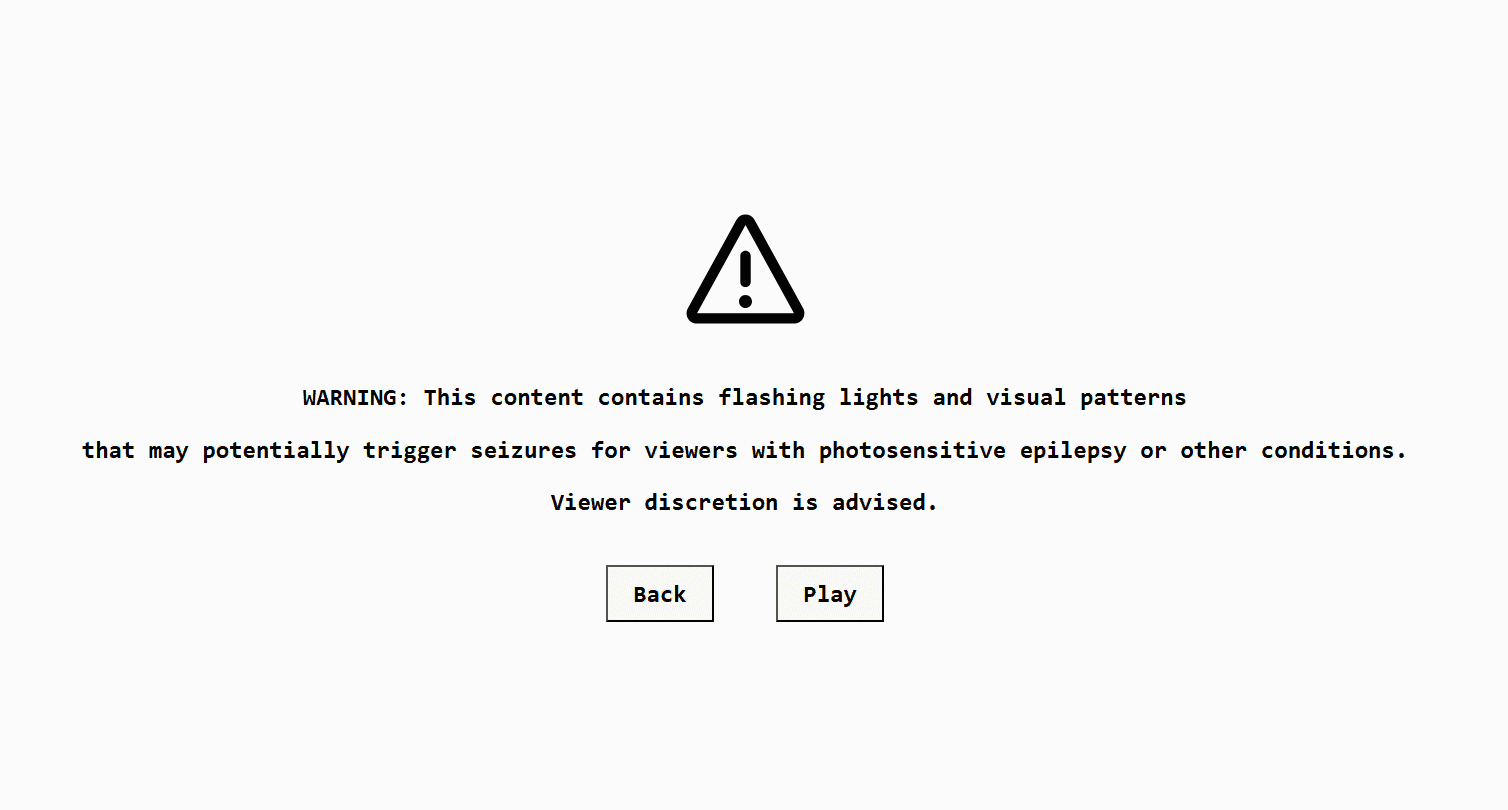 WARNING: This content contains flashing lights and visual patterns
that may potentially trigger seizures for viewers with photosensitive epilepsy or other conditions.
Viewer discretion is advised.
Back
Play